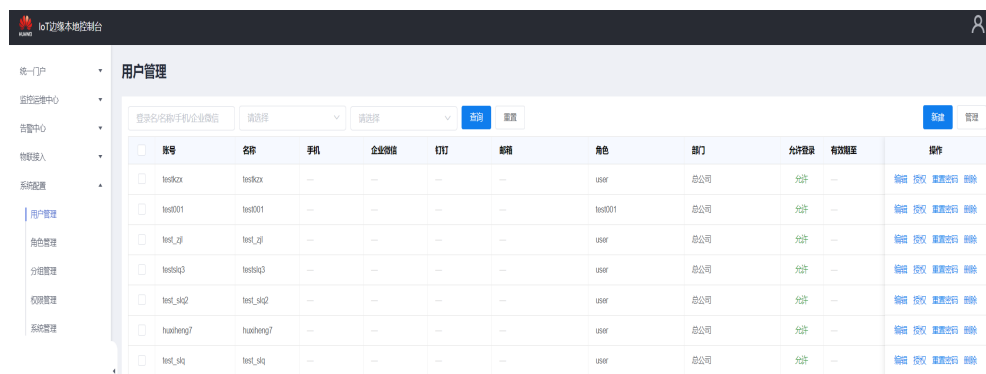 HUAWEI IoT边缘本地控制台
统一门户
监控运维中心
告警中心
物联接入
系统配置
用户管理
角色管理
分组管理
权限管理
系统管理
用户管理
登录名/名称/手机/企业微信 请选择 请选择 查询 重置 新建 管理
账号 名称 手机 企业微信 钉钉 邮箱 角色 部门 允许登录 有效期至 操作
testkzx testkzx — — — — user 总公司 允许 — 编辑 授权 重置密码 删除
test001 test001 — — — — test001 总公司 允许 — 编辑 授权 重置密码 删除
test_zjl test_zjl — — — — user 总公司 允许 — 编辑 授权 重置密码 删除
testslq3 testslq3 — — — — user 总公司 允许 — 编辑 授权 重置密码 删除
test_slq2 test_slq2 — — — — user 总公司 允许 — 编辑 授权 重置密码 删除
huxiheng7 huxiheng7 — — — — user 总公司 允许 — 编辑 授权 重置密码 删除
test_slq test_slq — — — — user 总公司 允许 — 编辑 授权 重置密码 删除